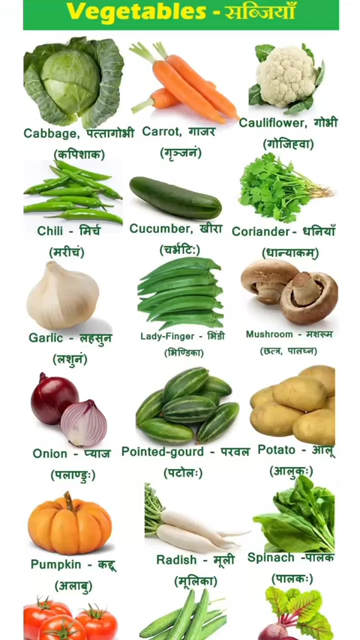 Vegetables - सब्जियाँ
Cabbage, पत्तागोभी
(कपिशाक)
Carrot, गाजर
(गृञ्जनं)
Cauliflower, गोभी
(गोजिह्वा)
Chili - मिर्च
(मरीचं)
Cucumber, खीरा
(चर्भटि:)
Coriander - धनियाँ
(धान्याकम्)
Garlic - लहसुन
(लशुनं)
Lady-Finger - भिंडी
(भिण्डिका)
Mushroom - मशरूम
(छत्र, पालघ्न)
Onion - प्याज
(पलाण्डुः)
Pointed-gourd - परवल
(पटोलः)
Potato - आलू
(आलुकः)
Pumpkin - कद्दू
(अलाबु)
Radish - मूली
(मूलिका)
Spinach -पालक
(पालकः)